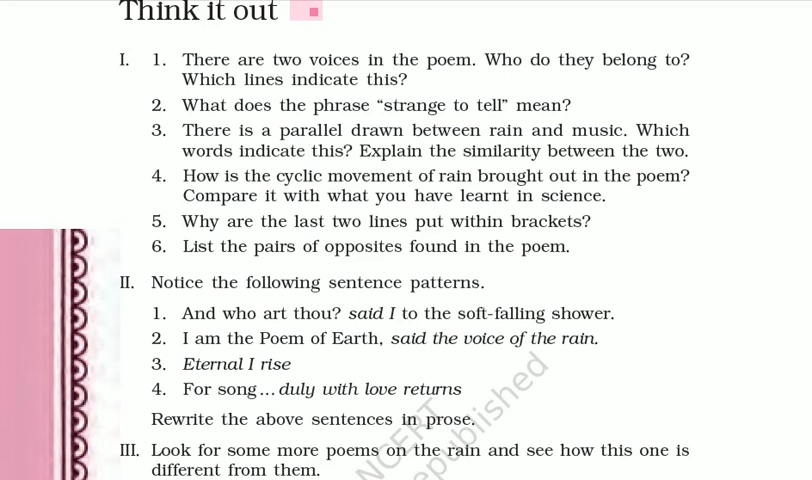 Think it out
I. 1. There are two voices in the poem. Who do they belong to?
Which lines indicate this?
2. What does the phrase “strange to tell” mean?
3. There is a parallel drawn between rain and music. Which
words indicate this? Explain the similarity between the two.
4. How is the cyclic movement of rain brought out in the poem?
Compare it with what you have learnt in science.
5. Why are the last two lines put within brackets?
6. List the pairs of opposites found in the poem.
II. Notice the following sentence patterns.
1. And who art thou? said I to the soft-falling shower.
2. I am the Poem of Earth, said the voice of the rain.
3. Eternal I rise
4. For song... duly with love returns
Rewrite the above sentences in prose.
III. Look for some more poems on the rain and see how this one is
different from them.
NCERT
republished